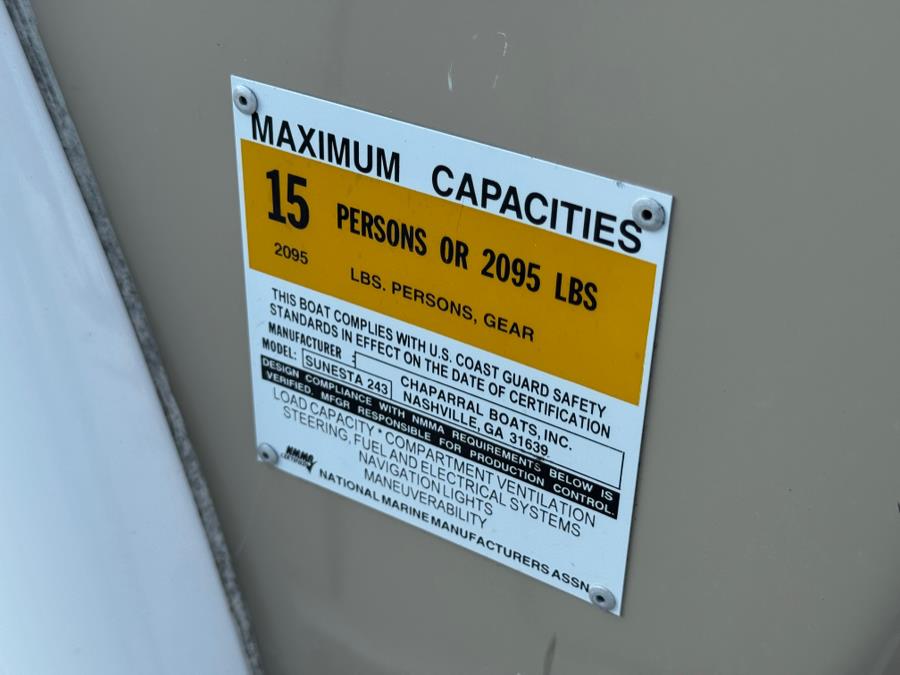 MAXIMUM CAPACITIES
15 PERSONS OR 2095 LBS
2095 LBS. PERSONS, GEAR
THIS BOAT COMPLIES WITH U.S. COAST GUARD SAFETY
STANDARDS IN EFFECT ON THE DATE OF CERTIFICATION
MANUFACTURER : CHAPARRAL BOATS, INC.
MODEL: SUNESTA 243 NASHVILLE, GA 31639
DESIGN COMPLIANCE WITH NMMA REQUIREMENTS BELOW IS
VERIFIED. MFGR RESPONSIBLE FOR PRODUCTION CONTROL.
LOAD CAPACITY * COMPARTMENT VENTILATION
STEERING, FUEL AND ELECTRICAL SYSTEMS
NAVIGATION LIGHTS
MANEUVERABILITY
NMMA
CERTIFIED
NATIONAL MARINE MANUFACTURERS ASSN